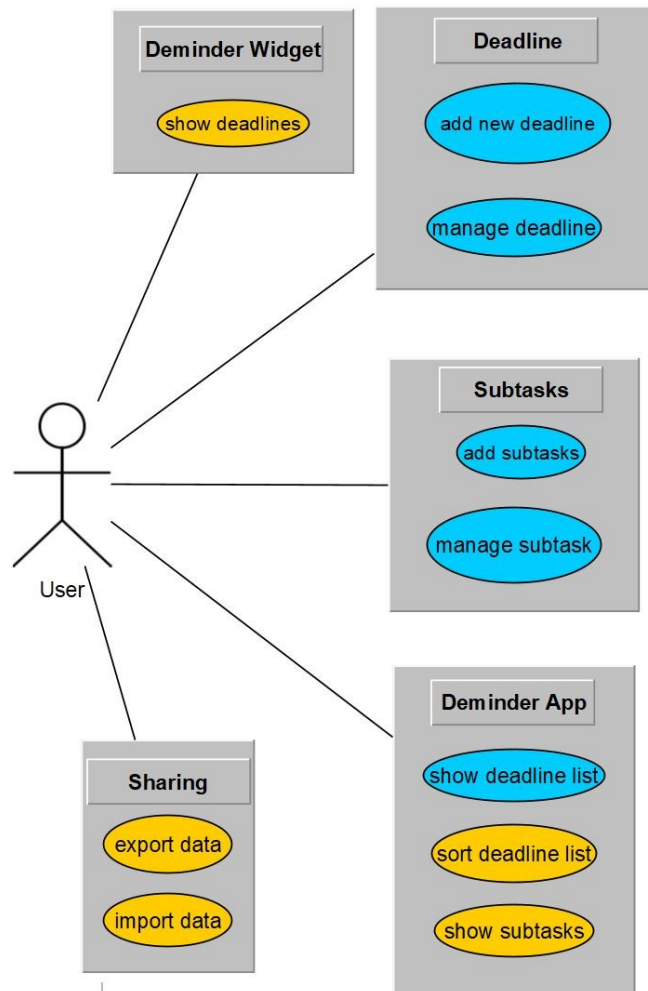 Deminder Widget
show deadlines
Deadline
add new deadline
manage deadline
Subtasks
add subtasks
manage subtask
User
Deminder App
show deadline list
sort deadline list
show subtasks
Sharing
export data
import data